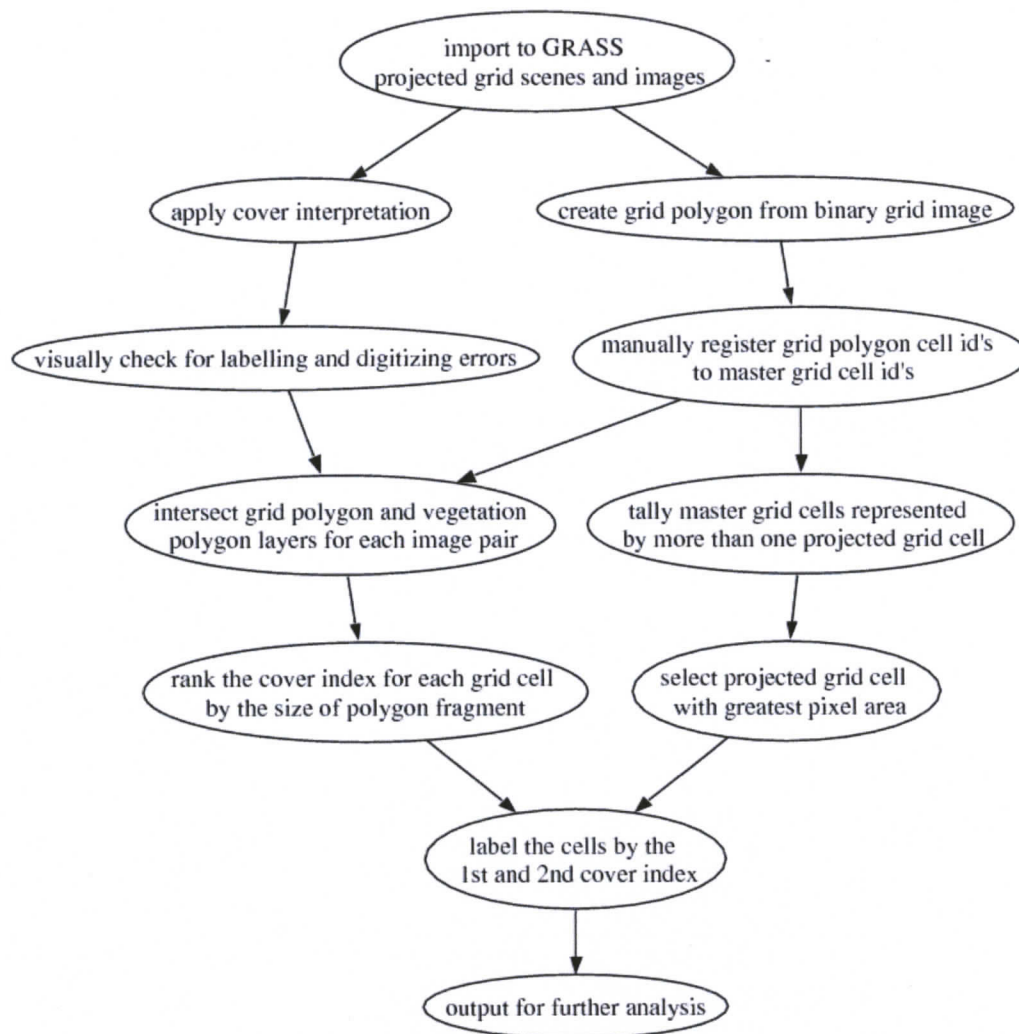 import to GRASS
projected grid scenes and images
apply cover interpretation
create grid polygon from binary grid image
visually check for labelling and digitizing errors
manually register grid polygon cell id's
to master grid cell id's
intersect grid polygon and vegetation
polygon layers for each image pair
tally master grid cells represented
by more than one projected grid cell
rank the cover index for each grid cell
by the size of polygon fragment
select projected grid cell
with greatest pixel area
label the cells by the
1st and 2nd cover index
output for further analysis